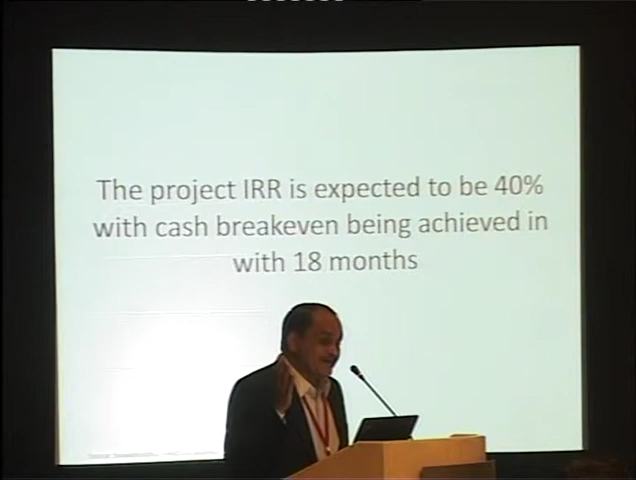 The project IRR is expected to be 40%
with cash breakeven being achieved in
with 18 months